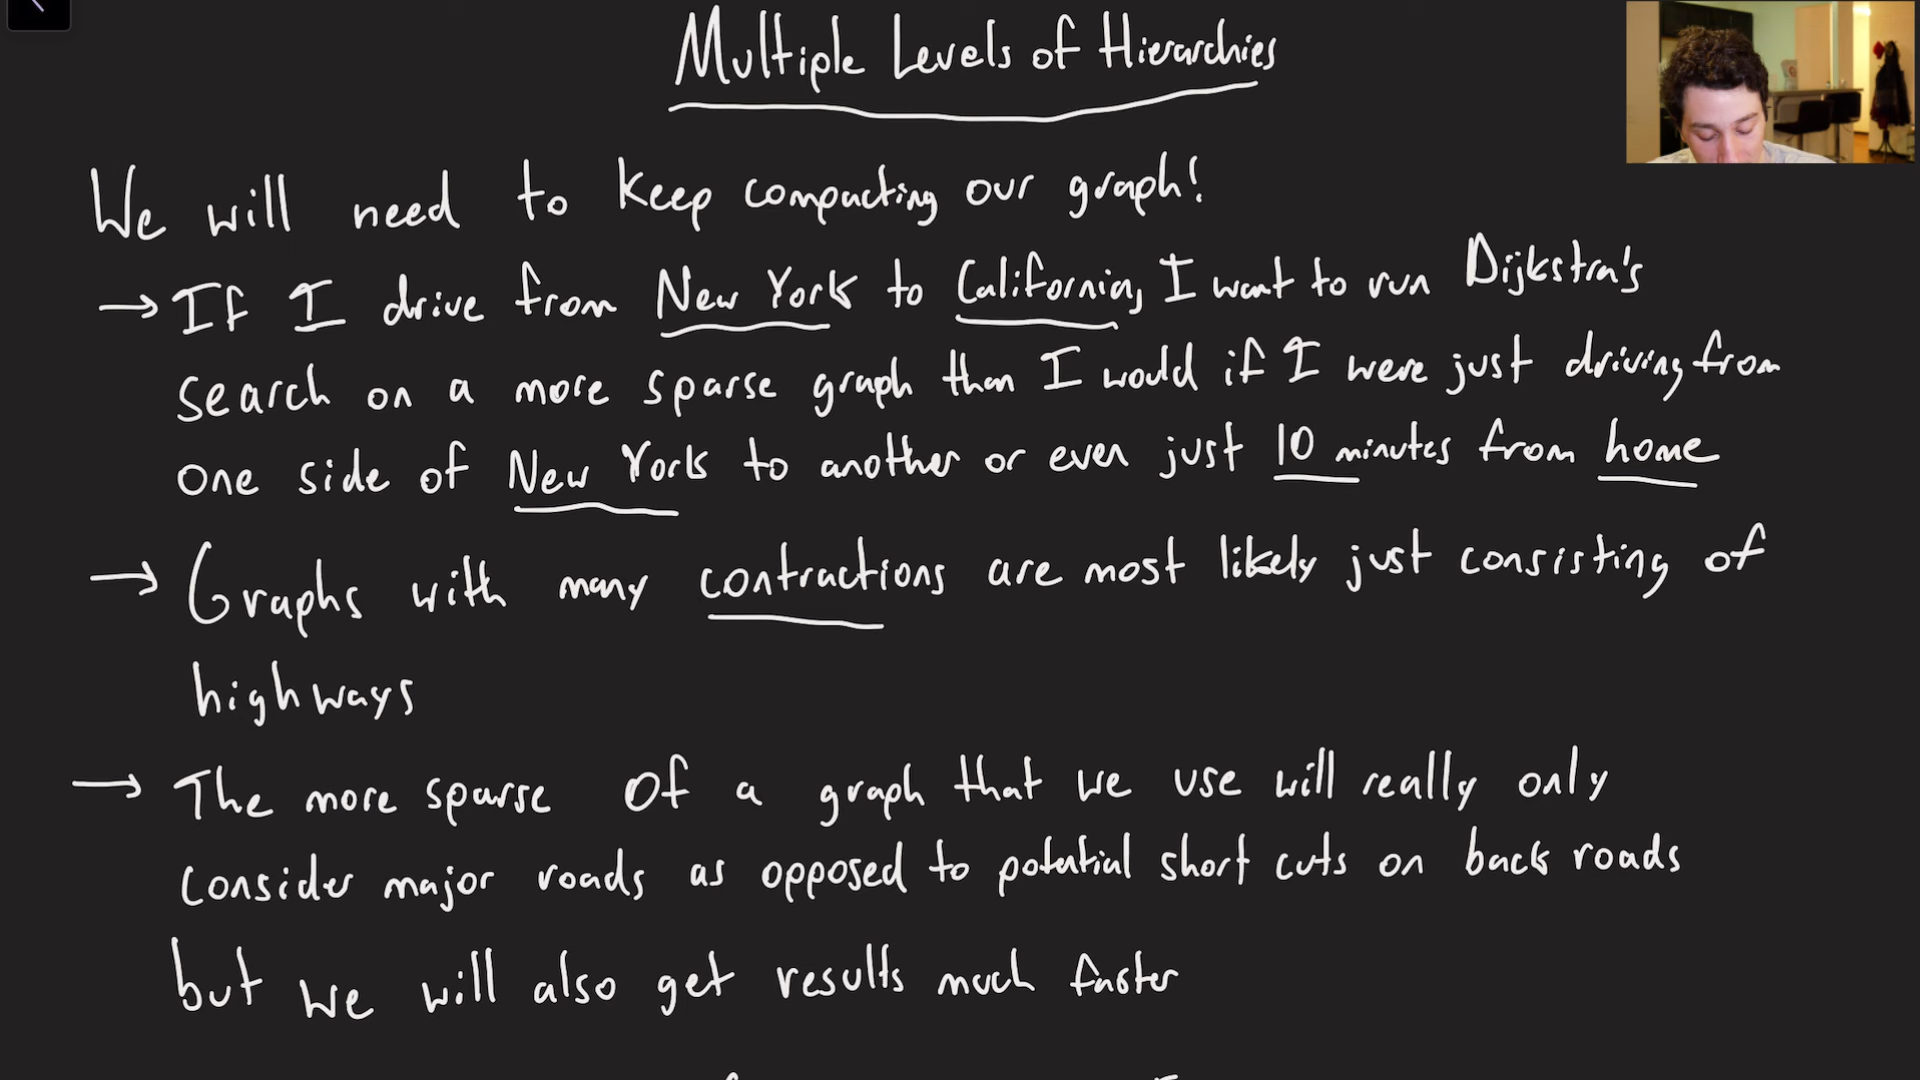 Multiple Levels of Hierarchies
We will need to keep compacting our graph!
→ If I drive from New York to California, I want to run Dijkstra's
search on a more sparse graph than I would if I were just driving from
one side of New York to another or even just 10 minutes from home
→ Graphs with many contractions are most likely just consisting of
highways
→ The more sparse of a graph that we use will really only
consider major roads as opposed to potential short cuts on back roads
but we will also get results much faster